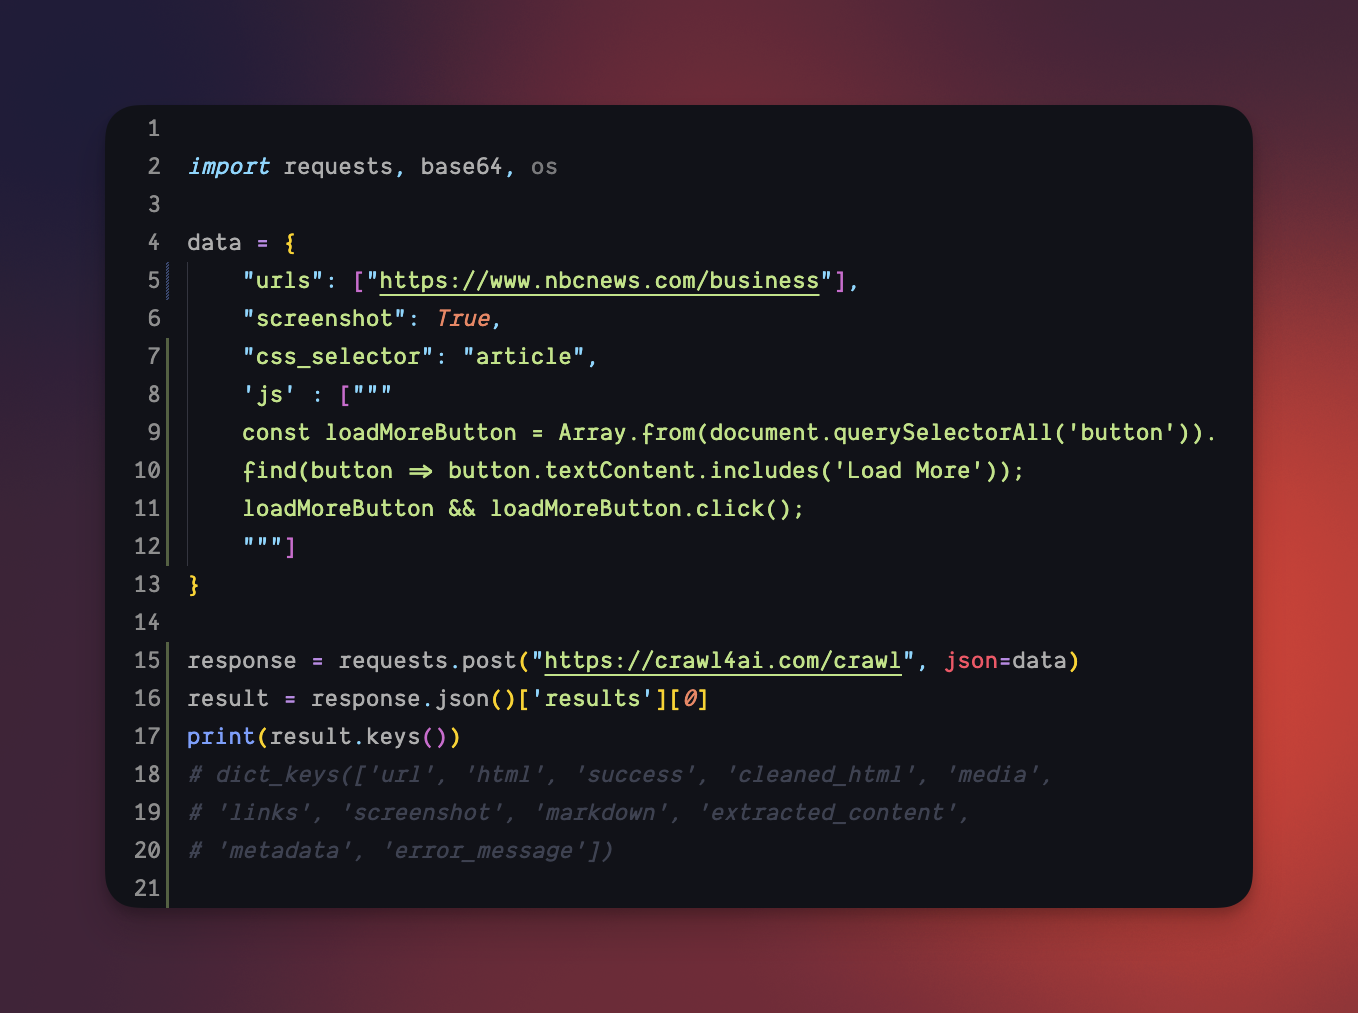 1
2 import requests, base64, os
3
4 data = {
5     "urls": ["https://www.nbcnews.com/business"],
6     "screenshot": True,
7     "css_selector": "article",
8     'js' : ["""
9     const loadMoreButton = Array.from(document.querySelectorAll('button')).
10     find(button => button.textContent.includes('Load More'));
11     loadMoreButton && loadMoreButton.click();
12     """]
13 }
14
15 response = requests.post("https://crawl4ai.com/crawl", json=data)
16 result = response.json()['results'][0]
17 print(result.keys())
18 # dict_keys(['url', 'html', 'success', 'cleaned_html', 'media',
19 # 'links', 'screenshot', 'markdown', 'extracted_content',
20 # 'metadata', 'error_message'])
21